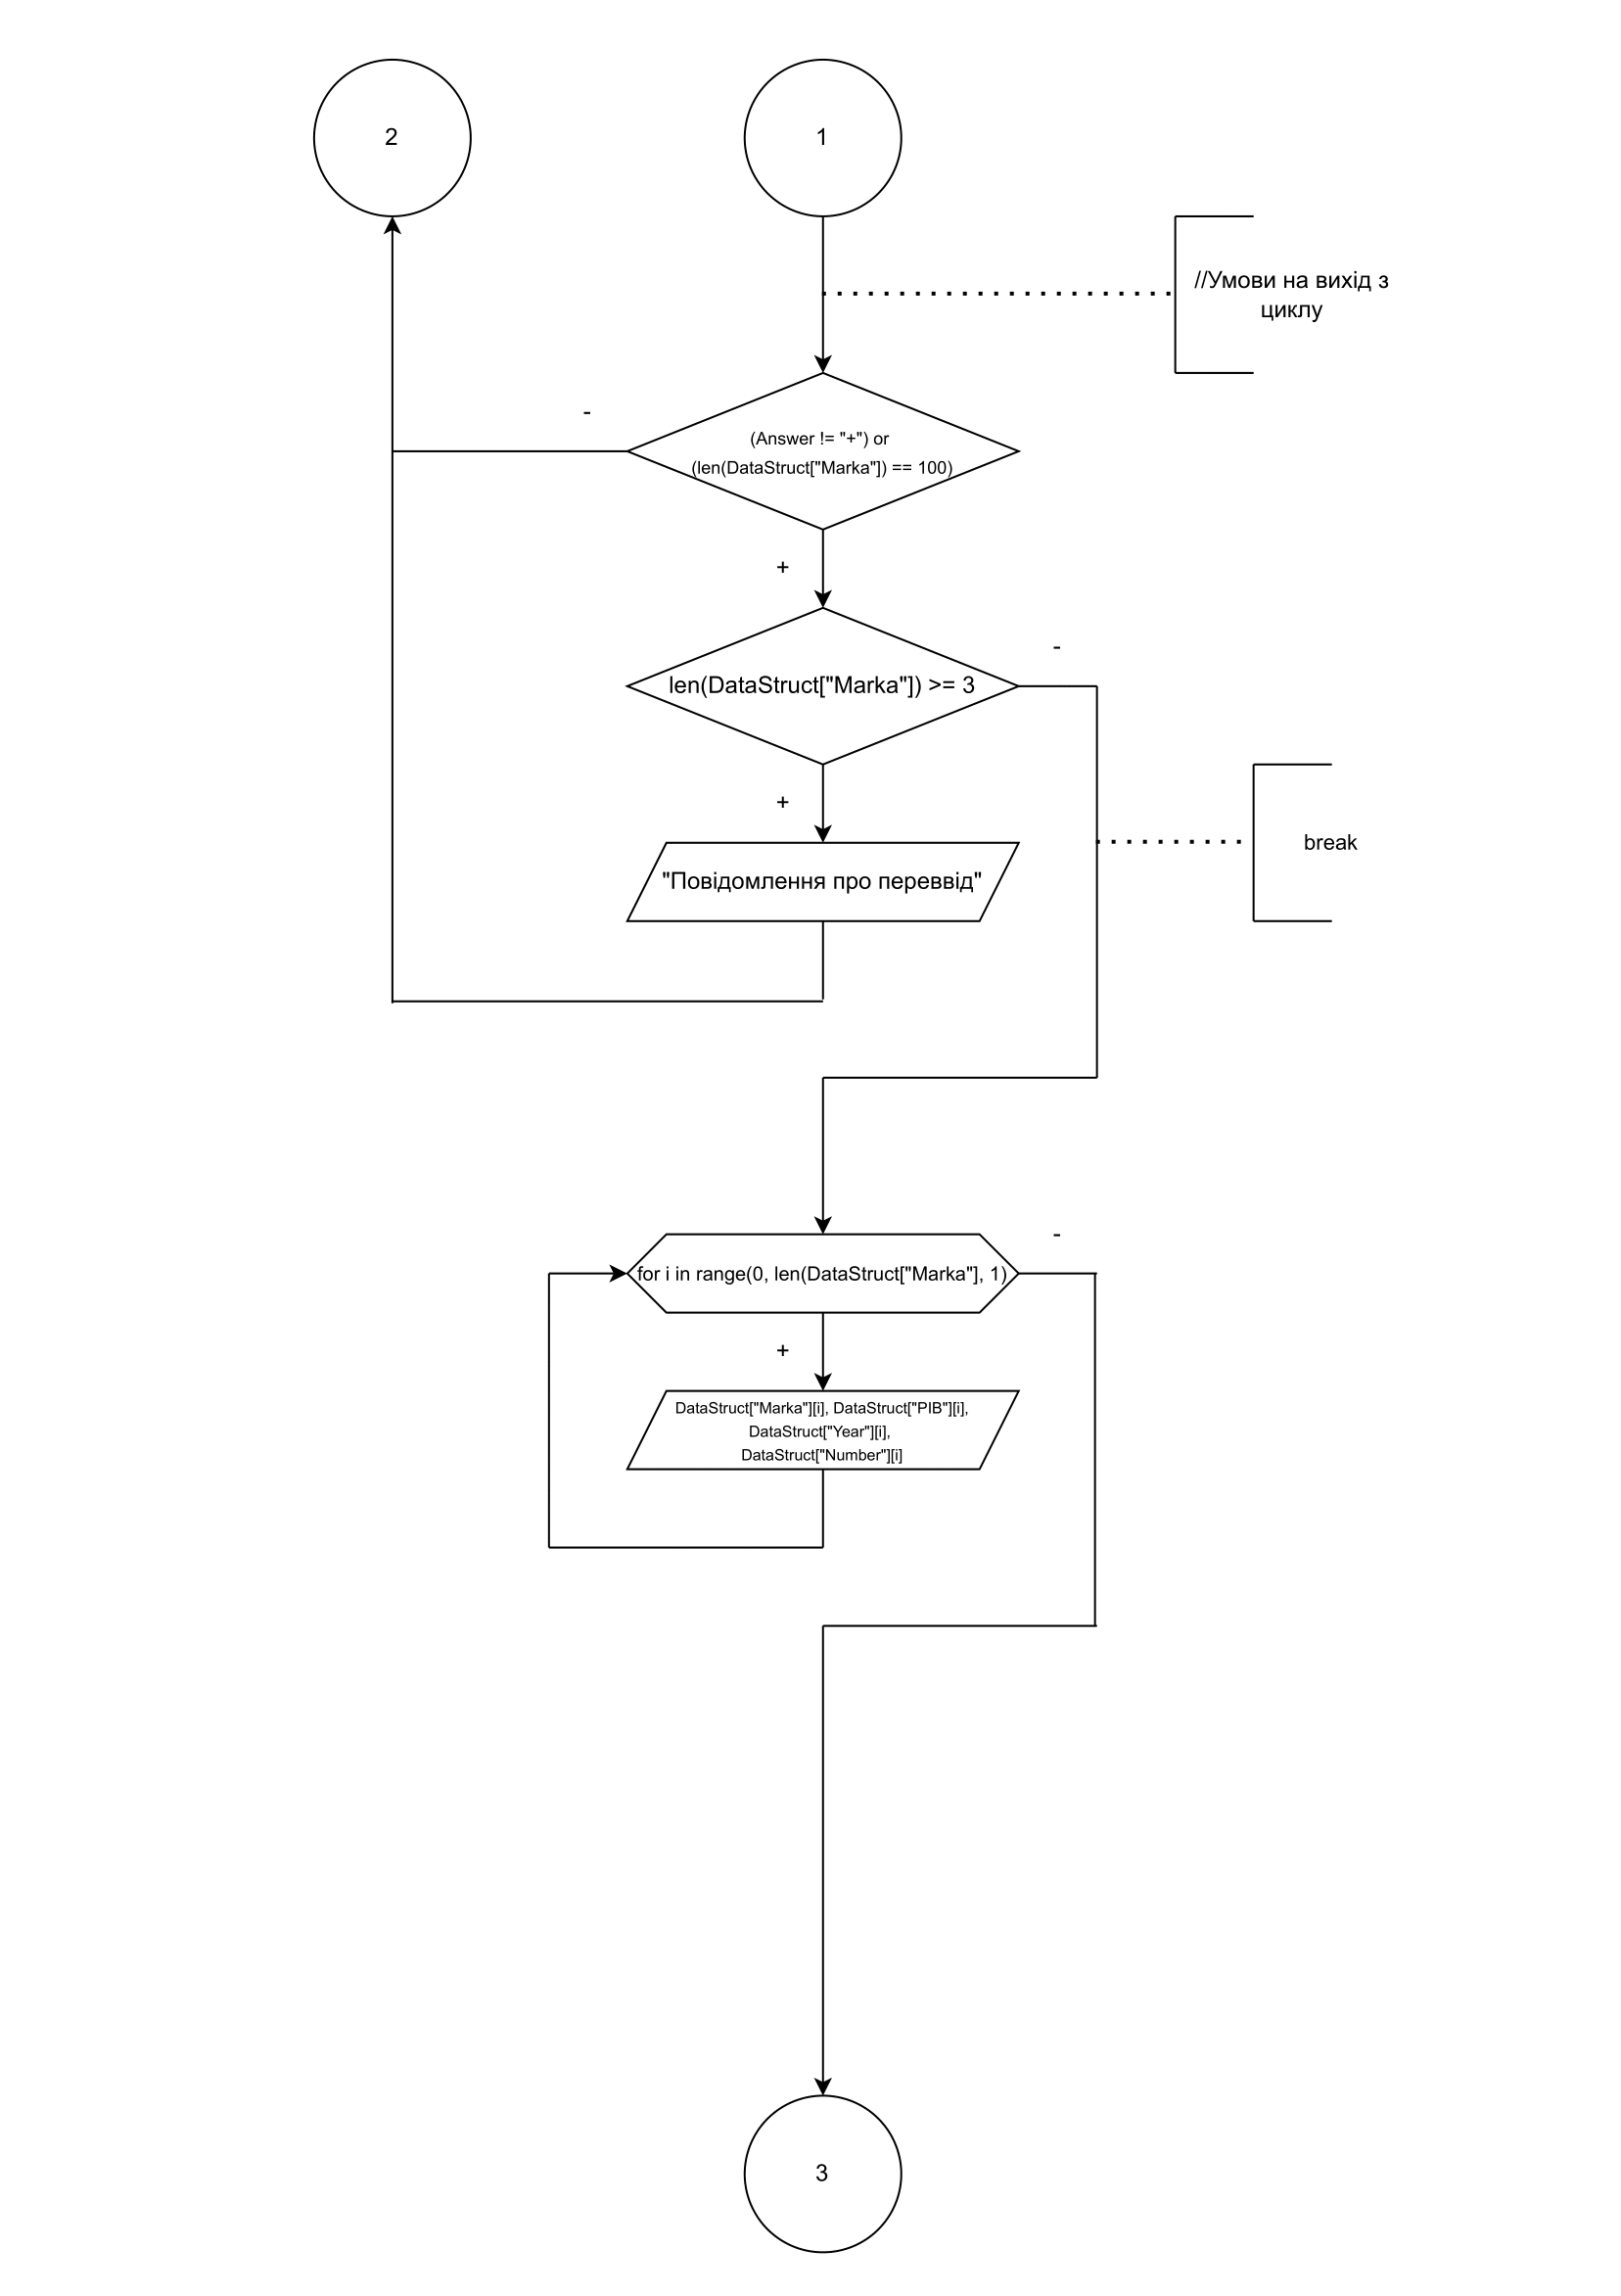 2
1
//Умови на вихід з
циклу
-
(Answer != "+") or
(len(DataStruct["Marka"]) == 100)
+
-
len(DataStruct["Marka"]) >= 3
+
break
"Повідомлення про переввід"
-
for i in range(0, len(DataStruct["Marka"], 1)
+
DataStruct["Marka"][i], DataStruct["PIB"][i],
DataStruct["Year"][i],
DataStruct["Number"][i]
3